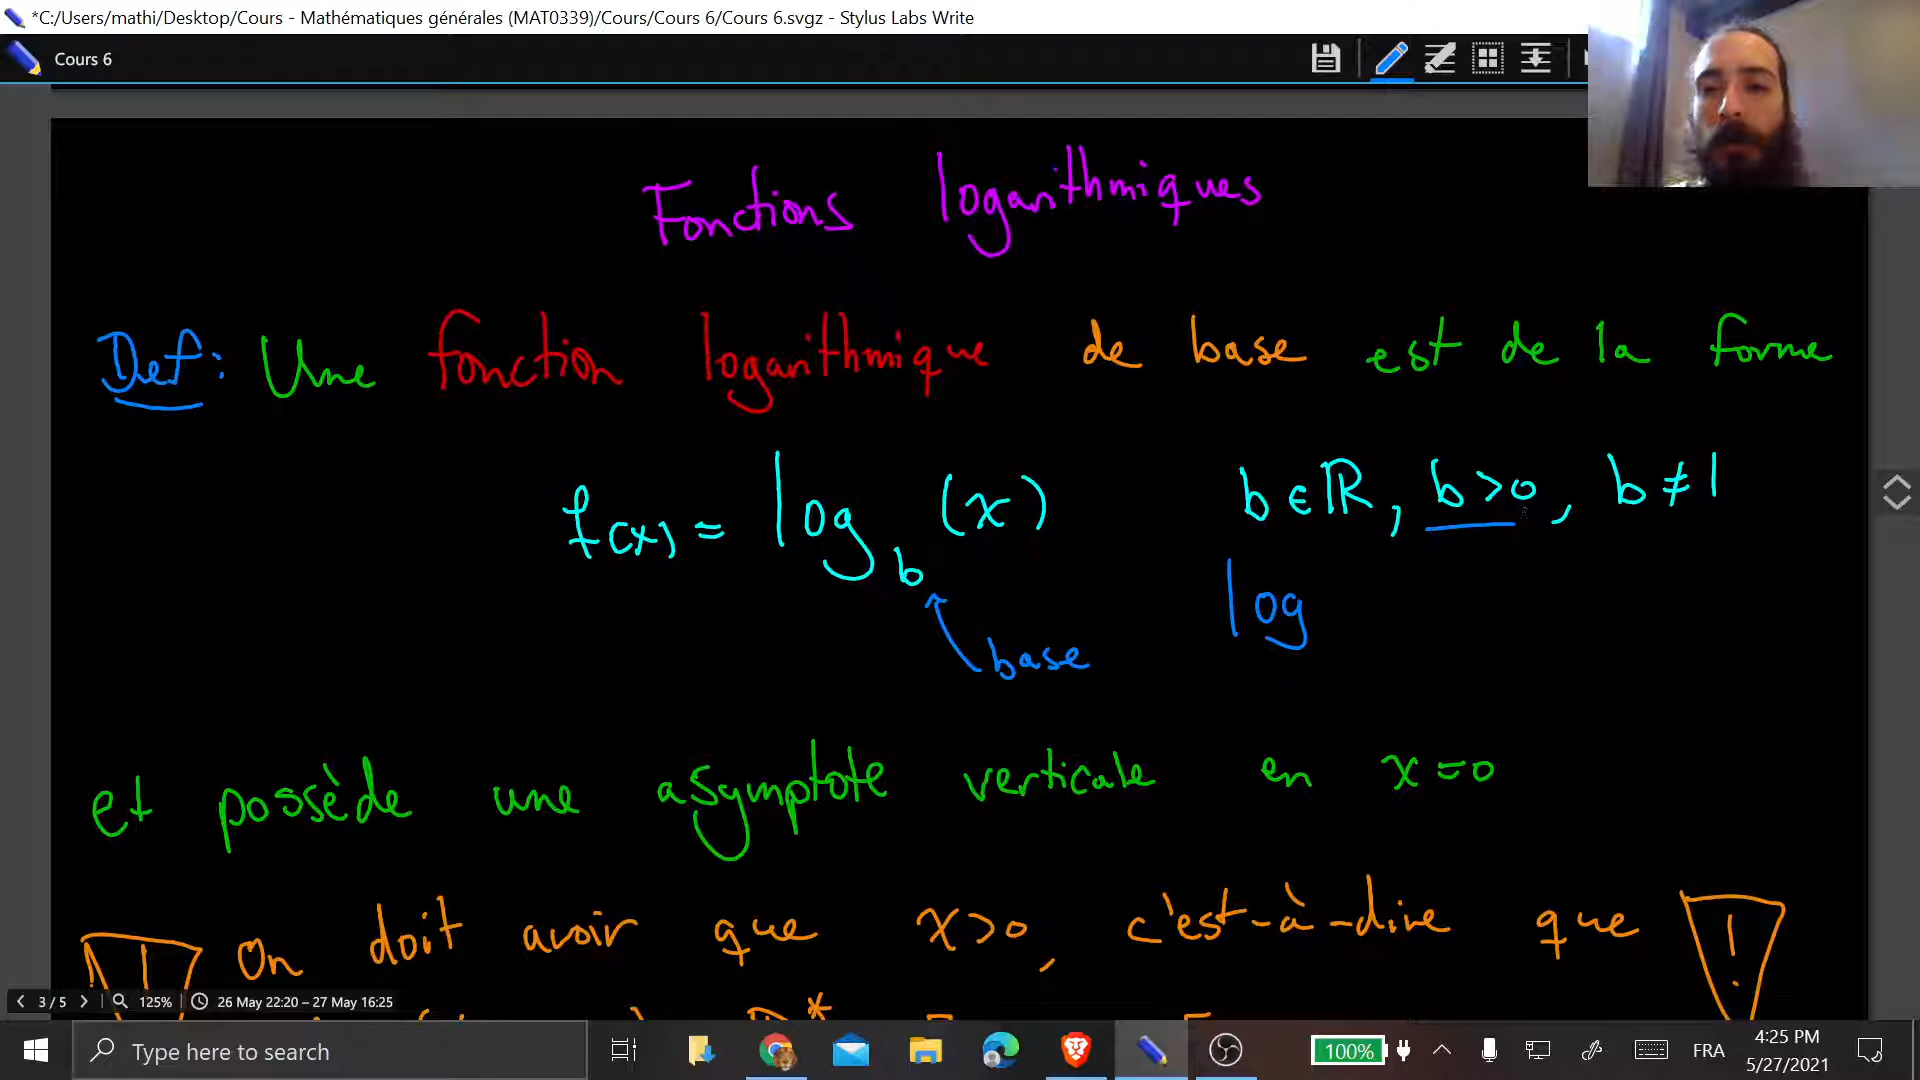 *C:/Users/mathi/Desktop/Cours - Mathématiques générales (MAT0339)/Cours/Cours 6/Cours 6.svgz - Stylus Labs Write
Cours 6
Fonctions logarithmiques
Def: Une fonction logarithmique de base est de la forme
f(x) = log b (x) b ∈ ℝ, b > 0, b ≠ 1
base
log
et possède une asymptote verticale en x = 0
! On doit avoir que x > 0, c'est-à-dire que !
3 / 5 125% 26 May 22:20 – 27 May 16:25
Type here to search
100%
FRA
4:25 PM
5/27/2021